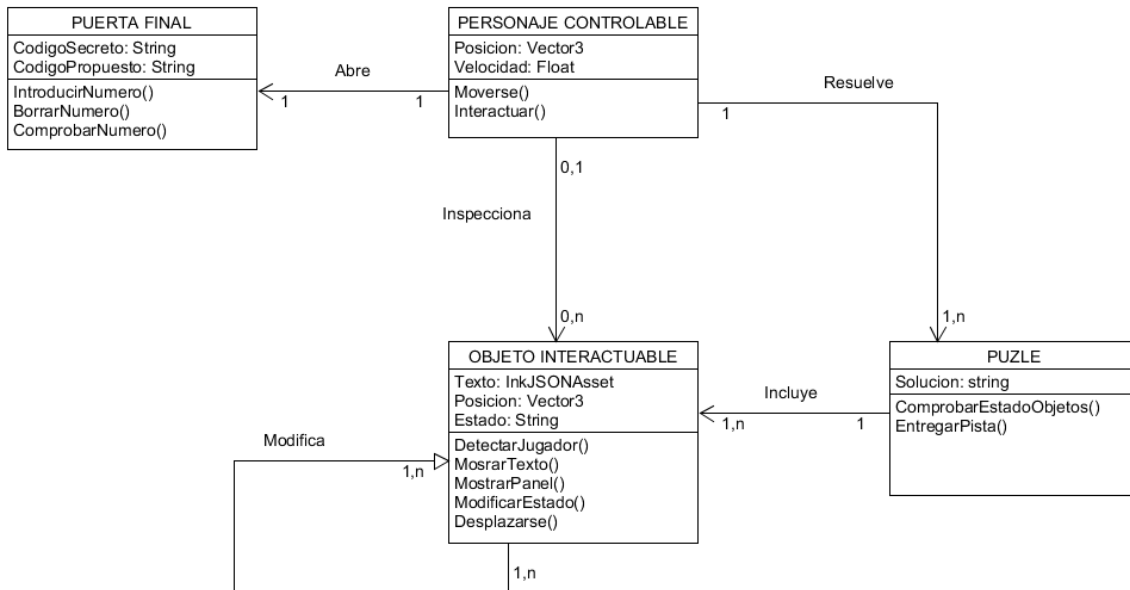 PUERTA FINAL
CodigoSecreto: String
CodigoPropuesto: String
IntroducirNumero()
BorrarNumero()
ComprobarNumero()
Abre
1
1
PERSONAJE CONTROLABLE
Posicion: Vector3
Velocidad: Float
Moverse()
Interactuar()
Resuelve
1
1,n
0,1
Inspecciona
0,n
OBJETO INTERACTUABLE
Texto: InkJSONAsset
Posicion: Vector3
Estado: String
DetectarJugador()
MosrarTexto()
MostrarPanel()
ModificarEstado()
Desplazarse()
Incluye
1,n
1
PUZLE
Solucion: string
ComprobarEstadoObjetos()
EntregarPista()
Modifica
1,n
1,n